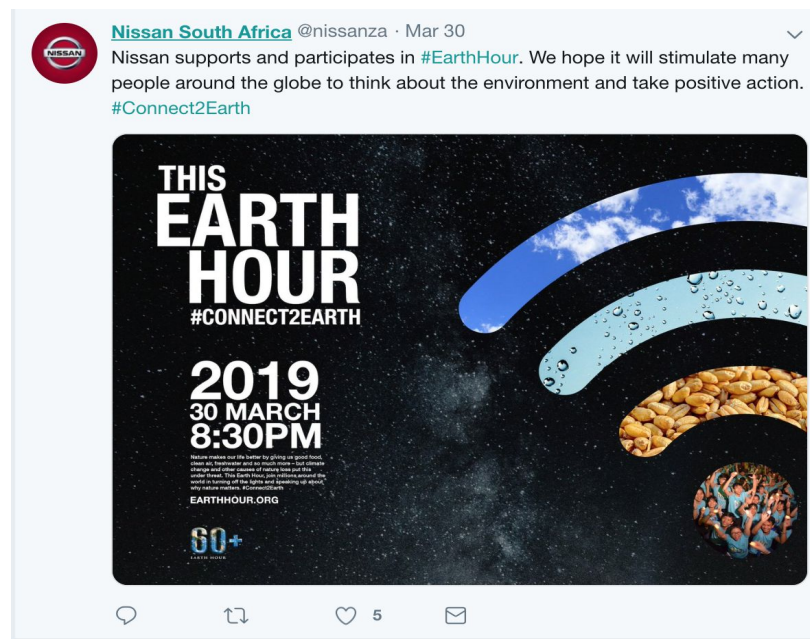 Nissan South Africa @nissanza · Mar 30
NISSAN
Nissan supports and participates in #EarthHour. We hope it will stimulate many
people around the globe to think about the environment and take positive action.
#Connect2Earth
THIS
EARTH
HOUR
#CONNECT2EARTH
2019
30 MARCH
8:30PM
Nature makes our life better by giving us good food,
clean air, freshwater and so much more – but climate
change and other causes of nature loss put this
under threat. This Earth Hour, join millions around the
world in turning off the lights and speaking up about
why nature matters. #Connect2Earth
EARTHHOUR.ORG
60+
EARTH HOUR
5